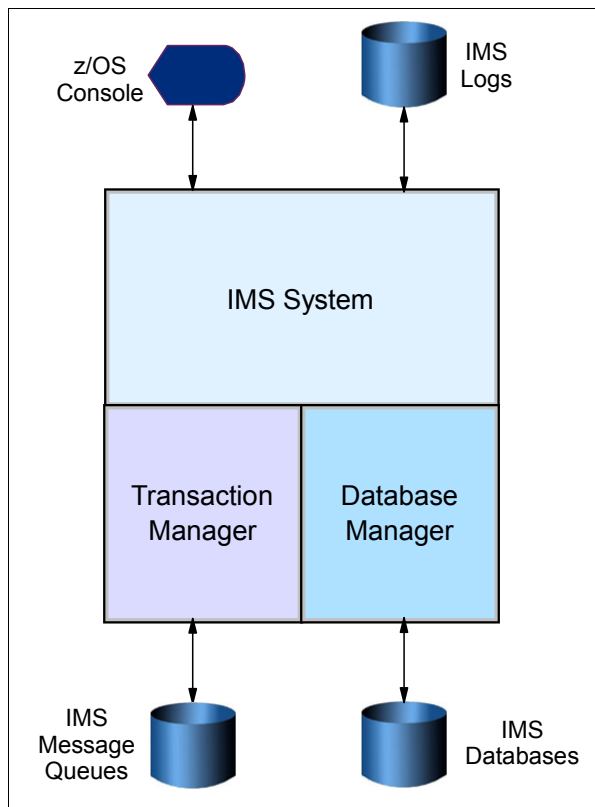 z/OS
Console
IMS
Logs
IMS System
Transaction
Manager
Database
Manager
IMS
Message
Queues
IMS
Databases